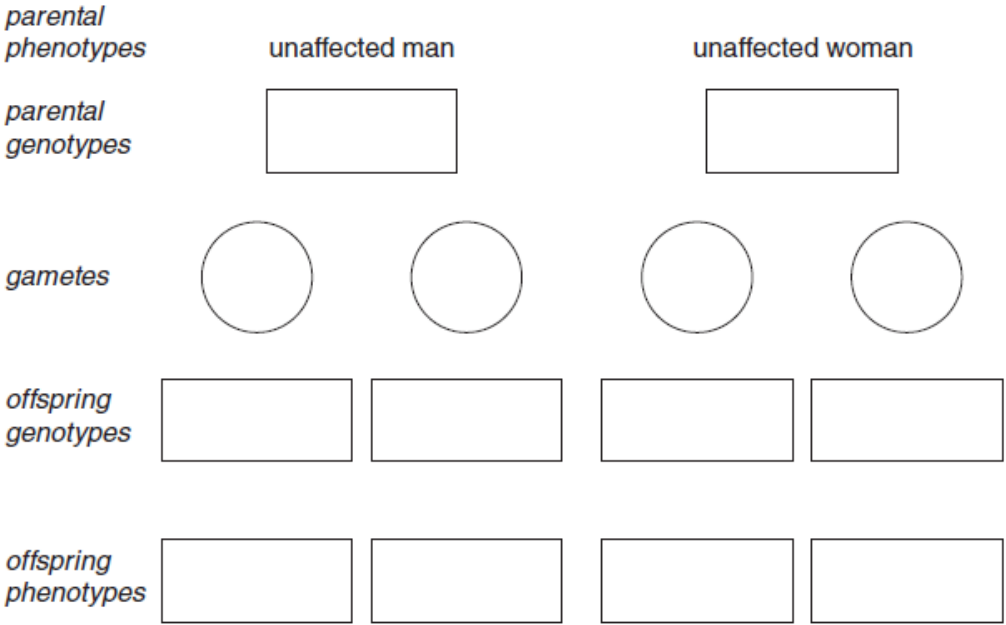 parental
phenotypes unaffected man unaffected woman
parental
genotypes
gametes
offspring
genotypes
offspring
phenotypes